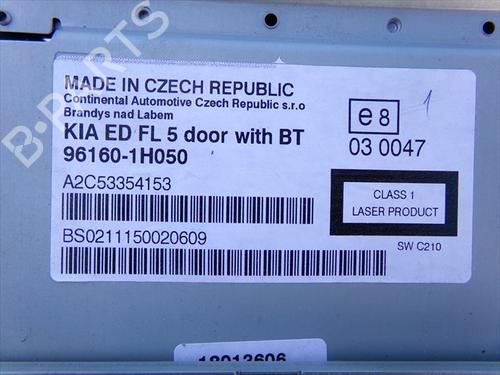 B-PARTS
MADE IN CZECH REPUBLIC
Continental Automotive Czech Republic s.r.o
Brandys nad Labem
KIA ED FL 5 door with BT
96160-1H050
A2C53354153
BS0211150020609
e8
1
03 0047
CLASS 1
LASER PRODUCT
SW C210
18013606